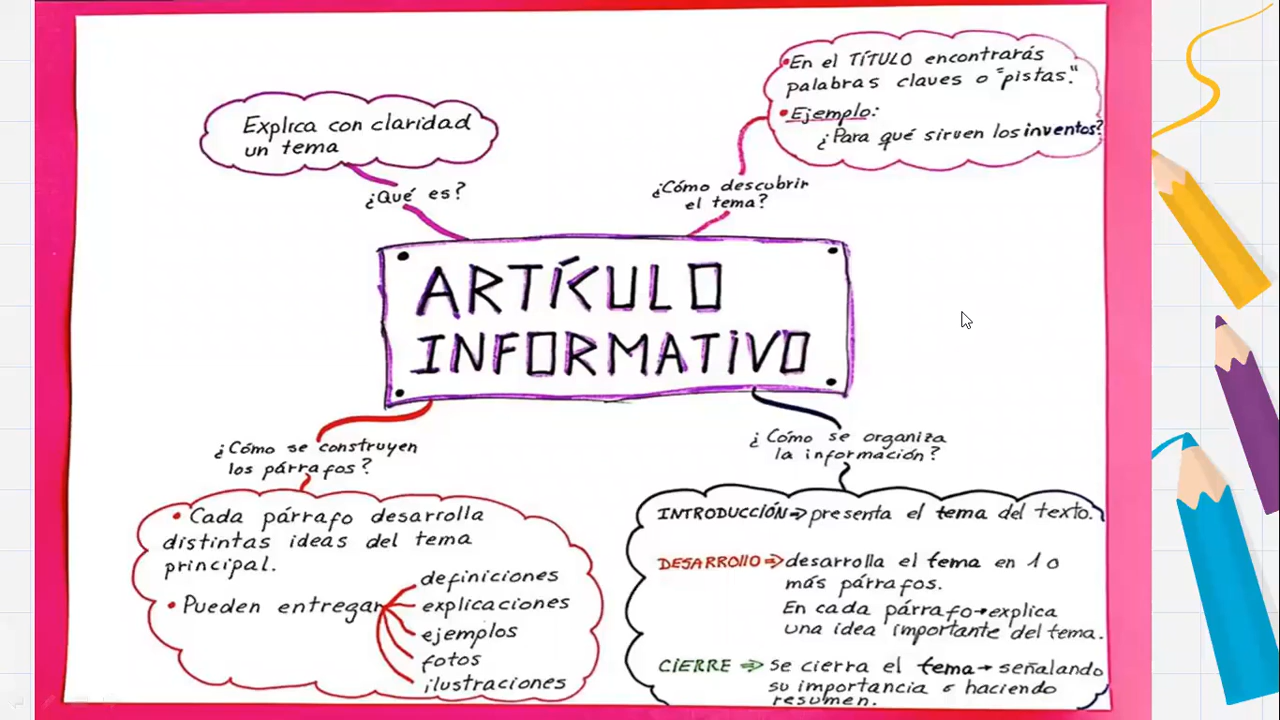 Explica con claridad
un tema
¿Qué es?
• En el TÍTULO encontrarás
palabras claves o "pistas."
• Ejemplo:
¿Para qué sirven los inventos?
¿Cómo descubrir
el tema?
ARTÍCULO
INFORMATIVO
¿Cómo se construyen
los párrafos?
• Cada párrafo desarrolla
distintas ideas del tema
principal.
• Pueden entregar
definiciones
explicaciones
ejemplos
fotos
ilustraciones
¿Cómo se organiza
la información?
INTRODUCCIÓN⇒presenta el tema del texto.
DESARROLLO⇒desarrolla el tema en 1 o
más párrafos.
En cada párrafo→explica
una idea importante del tema.
CIERRE⇒se cierra el tema→señalando
su importancia o haciendo
resumen.